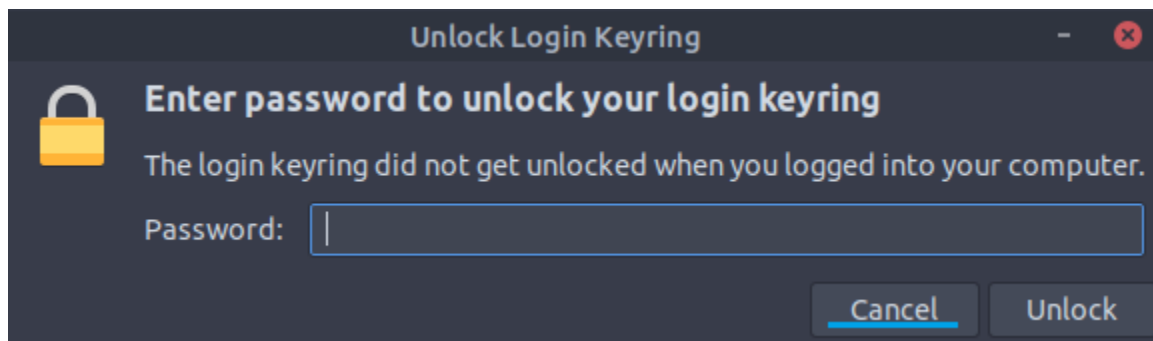 Unlock Login Keyring
Enter password to unlock your login keyring
The login keyring did not get unlocked when you logged into your computer.
Password:
Cancel Unlock